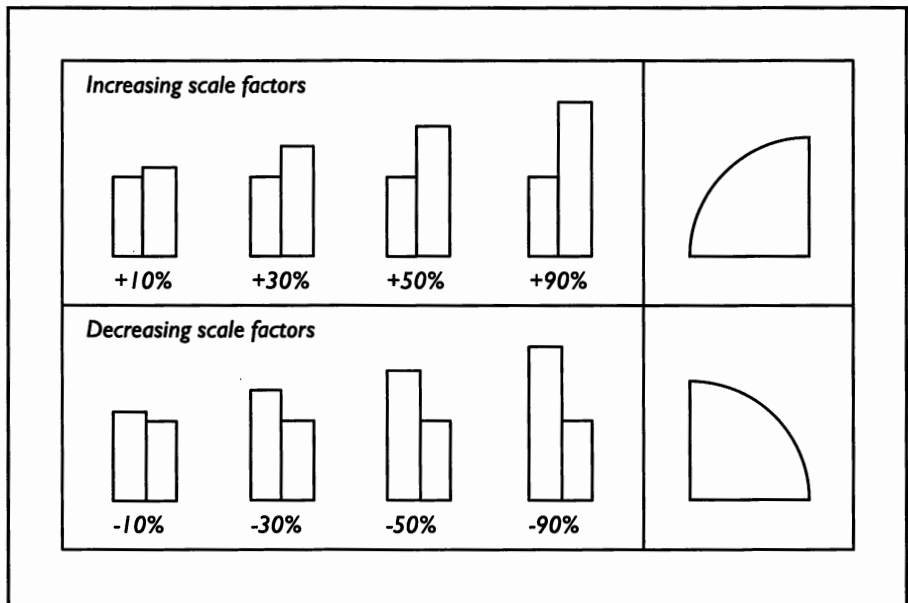 Increasing scale factors
+10% +30% +50% +90%
Decreasing scale factors
-10% -30% -50% -90%